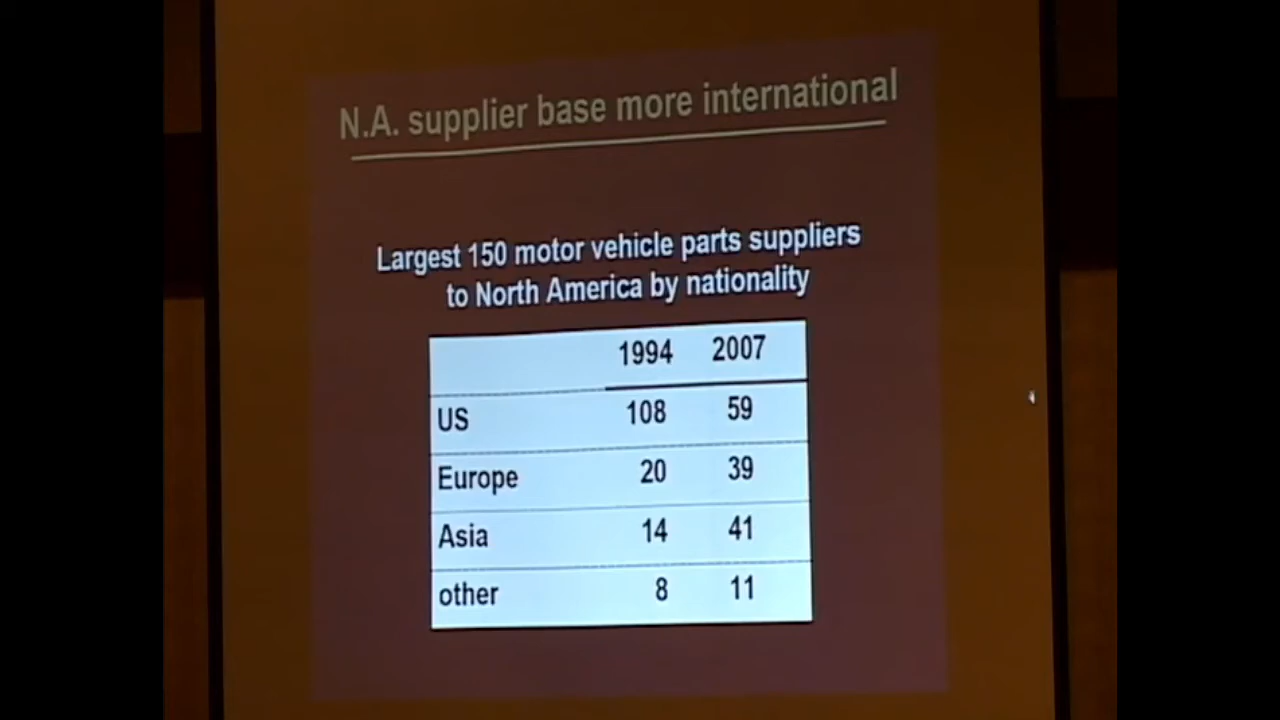 N.A. supplier base more international
Largest 150 motor vehicle parts suppliers
to North America by nationality
1994 2007
US 108 59
Europe 20 39
Asia 14 41
other 8 11